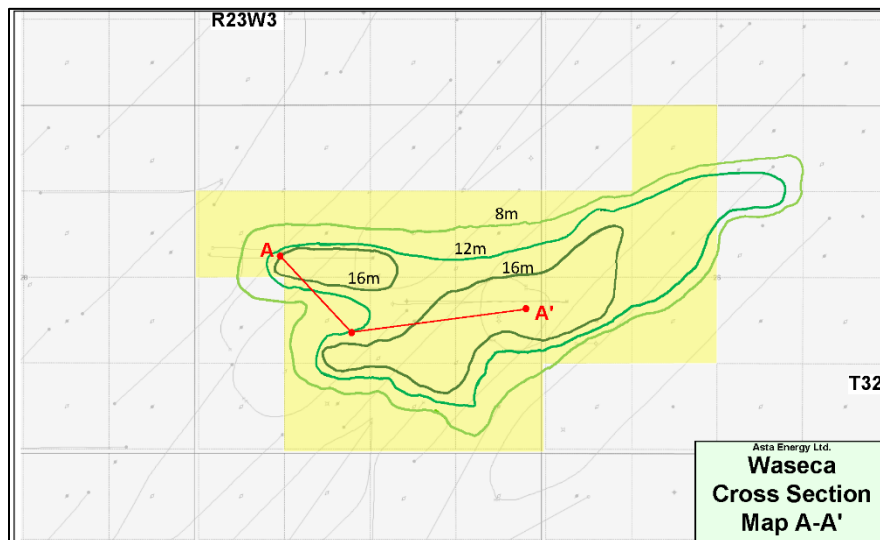 R23W3
8m
A
12m
16m
16m
A'
T32
Asta Energy Ltd.
Waseca
Cross Section
Map A-A'